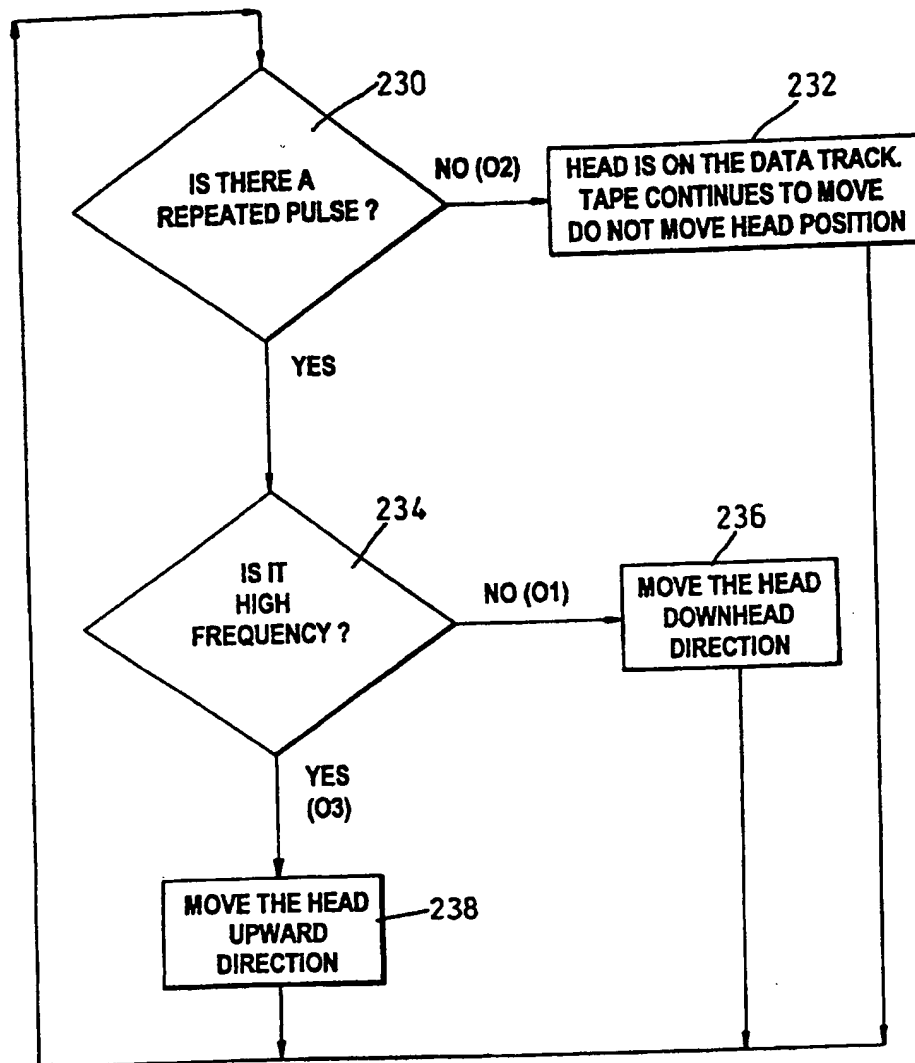 230
IS THERE A
REPEATED PULSE ?
NO (O2)
232
HEAD IS ON THE DATA TRACK.
TAPE CONTINUES TO MOVE
DO NOT MOVE HEAD POSITION
YES
234
IS IT
HIGH
FREQUENCY ?
NO (O1)
236
MOVE THE HEAD
DOWNHEAD
DIRECTION
YES
(O3)
MOVE THE HEAD
UPWARD
DIRECTION
238